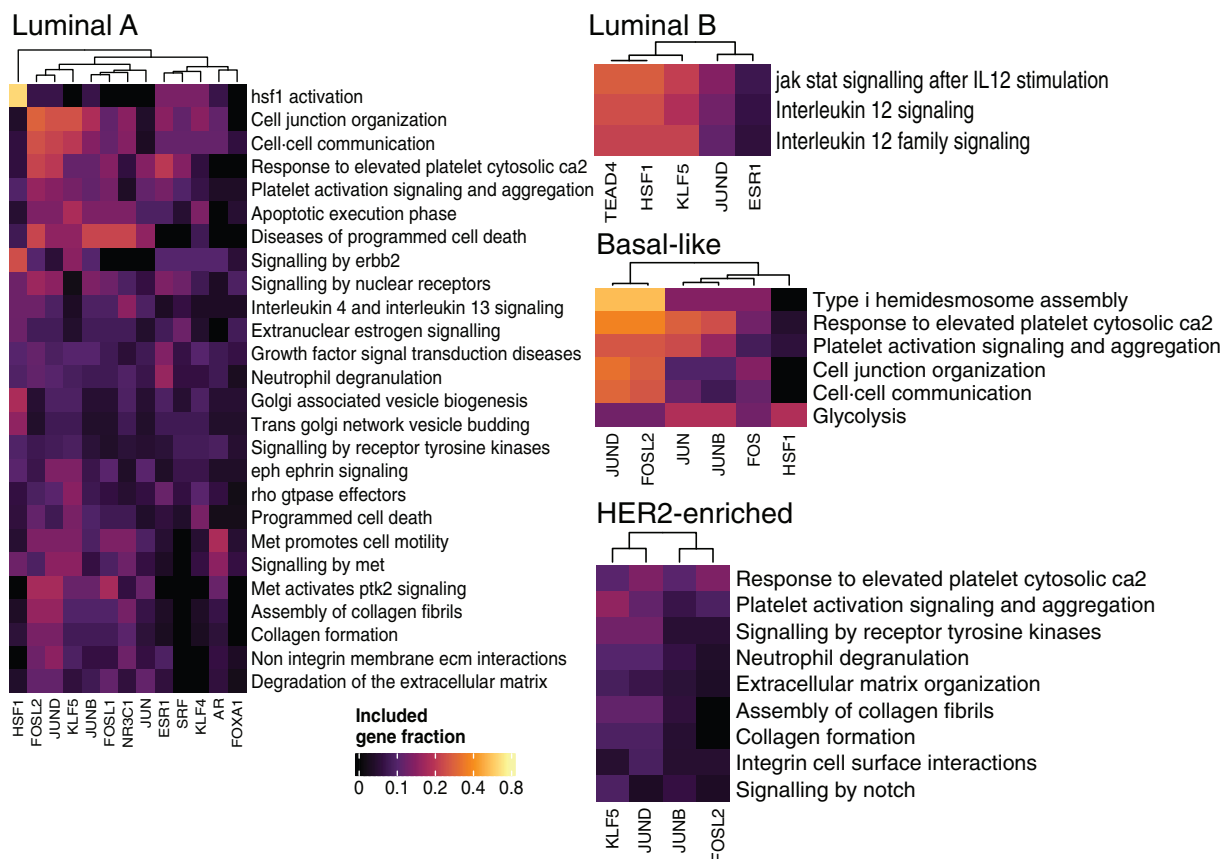 Luminal A
hsf1 activation
Cell junction organization
Cell-cell communication
Response to elevated platelet cytosolic ca2
Platelet activation signaling and aggregation
Apoptotic execution phase
Diseases of programmed cell death
Signalling by erbb2
Signalling by nuclear receptors
Interleukin 4 and interleukin 13 signaling
Extranuclear estrogen signalling
Growth factor signal transduction diseases
Neutrophil degranulation
Golgi associated vesicle biogenesis
Trans golgi network vesicle budding
Signalling by receptor tyrosine kinases
eph ephrin signaling
rho gtpase effectors
Programmed cell death
Met promotes cell motility
Signalling by met
Met activates ptk2 signaling
Assembly of collagen fibrils
Collagen formation
Non integrin membrane ecm interactions
Degradation of the extracellular matrix
HSF1
FOSL2
JUND
KLF5
JUNB
FOSL1
NR3C1
JUN
ESR1
SRF
KLF4
AR
FOXA1
Included
gene fraction
0 0.1 0.2 0.4 0.8
Luminal B
jak stat signalling after IL12 stimulation
Interleukin 12 signaling
Interleukin 12 family signaling
TEAD4
HSF1
KLF5
JUND
ESR1
Basal-like
Type i hemidesmosome assembly
Response to elevated platelet cytosolic ca2
Platelet activation signaling and aggregation
Cell junction organization
Cell-cell communication
Glycolysis
JUND
FOSL2
JUN
JUNB
FOS
HSF1
HER2-enriched
Response to elevated platelet cytosolic ca2
Platelet activation signaling and aggregation
Signalling by receptor tyrosine kinases
Neutrophil degranulation
Extracellular matrix organization
Assembly of collagen fibrils
Collagen formation
Integrin cell surface interactions
Signalling by notch
KLF5
JUND
JUNB
FOSL2